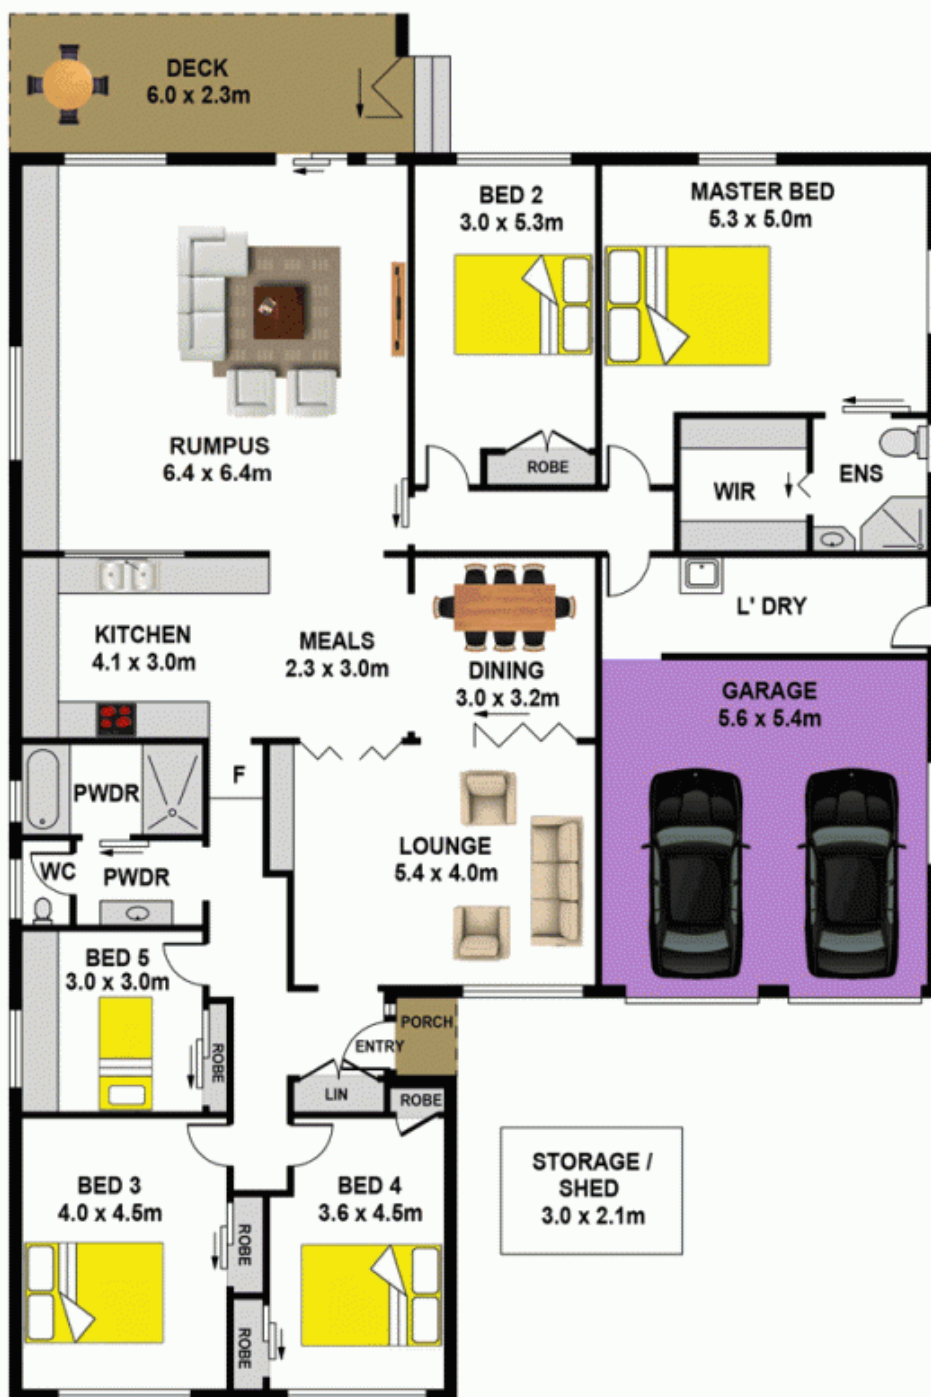 DECK
6.0 x 2.3m
BED 2
3.0 x 5.3m
MASTER BED
5.3 x 5.0m
RUMPUS
6.4 x 6.4m
ROBE
WIR
ENS
KITCHEN
4.1 x 3.0m
MEALS
2.3 x 3.0m
DINING
3.0 x 3.2m
L' DRY
GARAGE
5.6 x 5.4m
PWDR
F
LOUNGE
5.4 x 4.0m
WC
PWDR
BED 5
3.0 x 3.0m
ROBE
PORCH
ENTRY
LIN
ROBE
BED 3
4.0 x 4.5m
ROBE
BED 4
3.6 x 4.5m
ROBE
STORAGE /
SHED
3.0 x 2.1m